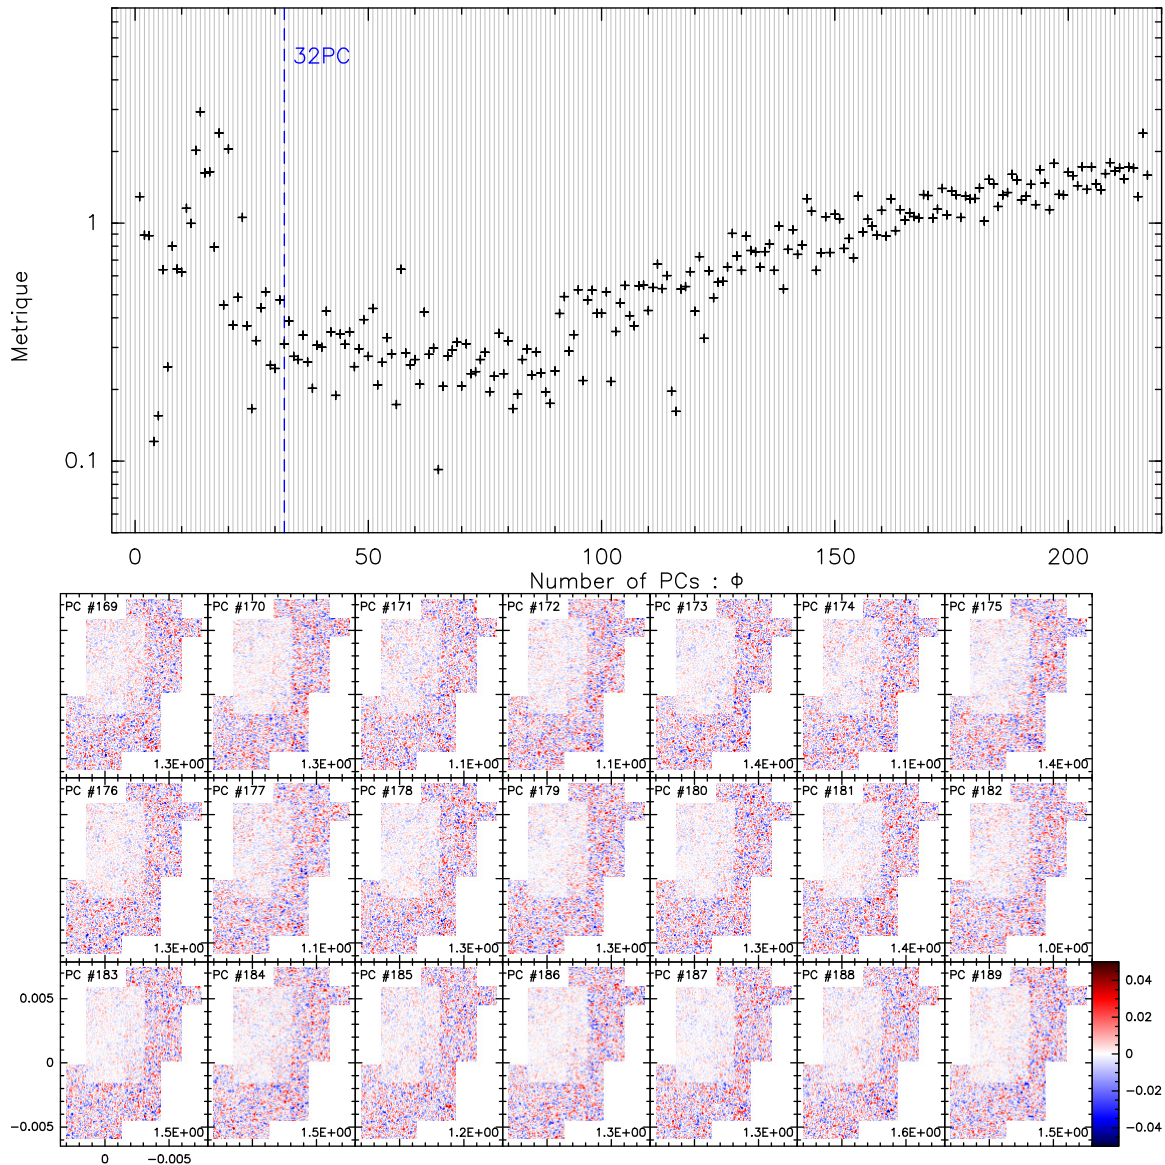 32PC
Metrique
1
0.1
0 50 100 150 200
Number of PCs : Φ
PC #169 PC #170 PC #171 PC #172 PC #173 PC #174 PC #175
1.3E+00 1.3E+00 1.1E+00 1.1E+00 1.4E+00 1.1E+00 1.4E+00
PC #176 PC #177 PC #178 PC #179 PC #180 PC #181 PC #182
1.3E+00 1.1E+00 1.3E+00 1.3E+00 1.3E+00 1.4E+00 1.0E+00
PC #183 PC #184 PC #185 PC #186 PC #187 PC #188 PC #189
1.5E+00 1.5E+00 1.2E+00 1.3E+00 1.3E+00 1.6E+00 1.5E+00
0.005
0
−0.005
0 −0.005
0.04
0.02
0
−0.02
−0.04